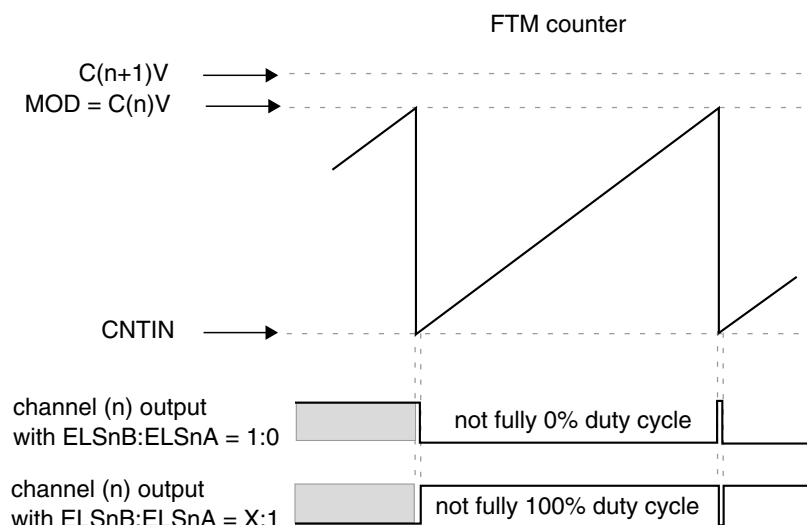 FTM counter
C(n+1)V
MOD = C(n)V
CNTIN
channel (n) output
with ELSnB:ELSnA = 1:0
not fully 0% duty cycle
channel (n) output
with ELSnB:ELSnA = X:1
not fully 100% duty cycle